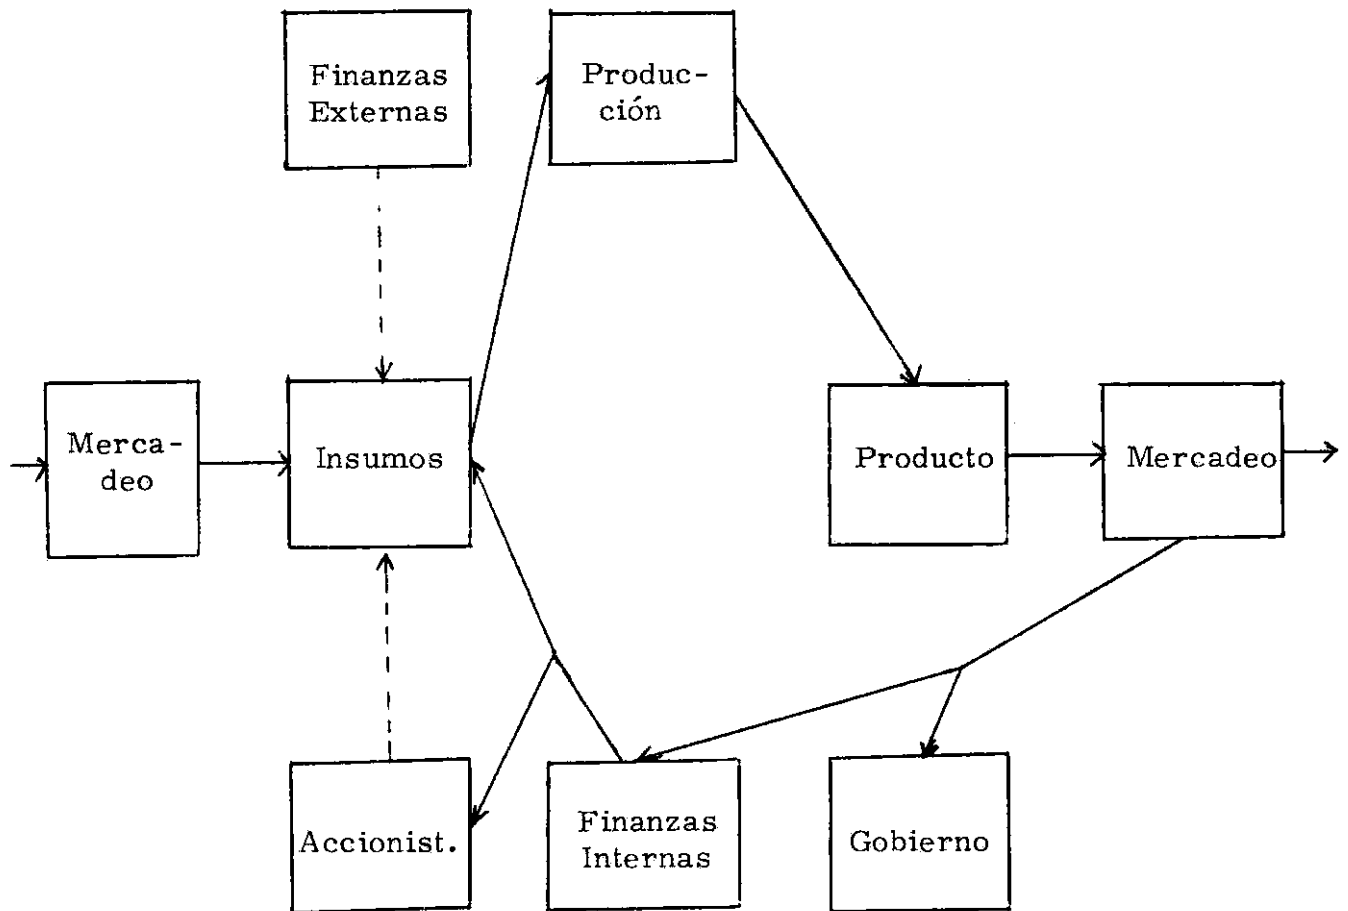 Finanzas
Externas
Produc-
ción
Merca-
deo
Insumos
Producto
Mercadeo
Accionist.
Finanzas
Internas
Gobierno